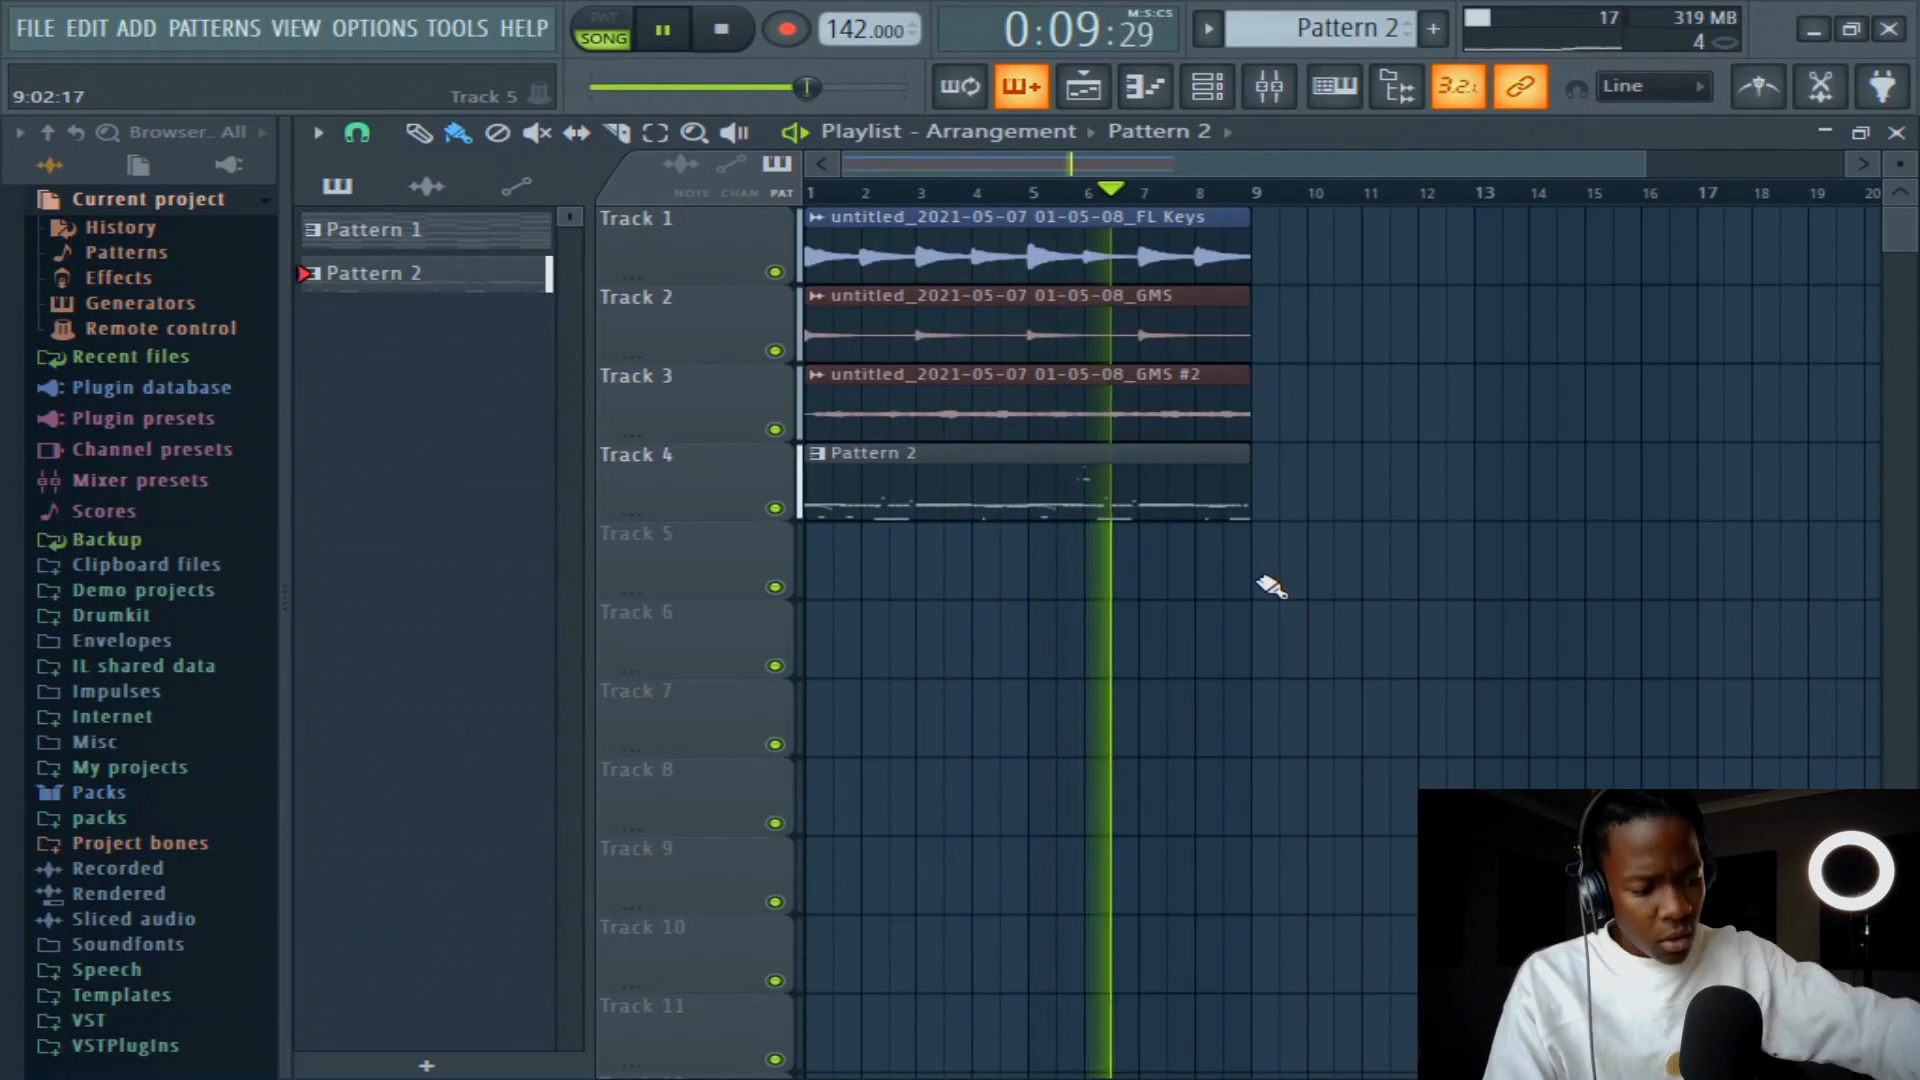 FILE EDIT ADD PATTERNS VIEW OPTIONS TOOLS HELP
PAT
SONG
142.000
M:S:CS
0:09:29
Pattern 2
+
17
319 MB
4
9:02:17
Track 5
3.2.
Line
Browser... All
Playlist - Arrangement
Pattern 2
NOTE CHAN PAT
1 2 3 4 5 6 7 8 9 10 11 12 13 14 15 16 17 18 19 20
Current project
History
Patterns
Effects
Generators
Remote control
Recent files
Plugin database
Plugin presets
Channel presets
Mixer presets
Scores
Backup
Clipboard files
Demo projects
Drumkit
Envelopes
IL shared data
Impulses
Internet
Misc
My projects
Packs
packs
Project bones
Recorded
Rendered
Sliced audio
Soundfonts
Speech
Templates
VST
VSTPlugIns
Pattern 1
Pattern 2
+
Track 1
untitled_2021-05-07 01-05-08_FL Keys
Track 2
untitled_2021-05-07 01-05-08_GMS
Track 3
untitled_2021-05-07 01-05-08_GMS #2
Track 4
Pattern 2
Track 5
Track 6
Track 7
Track 8
Track 9
Track 10
Track 11